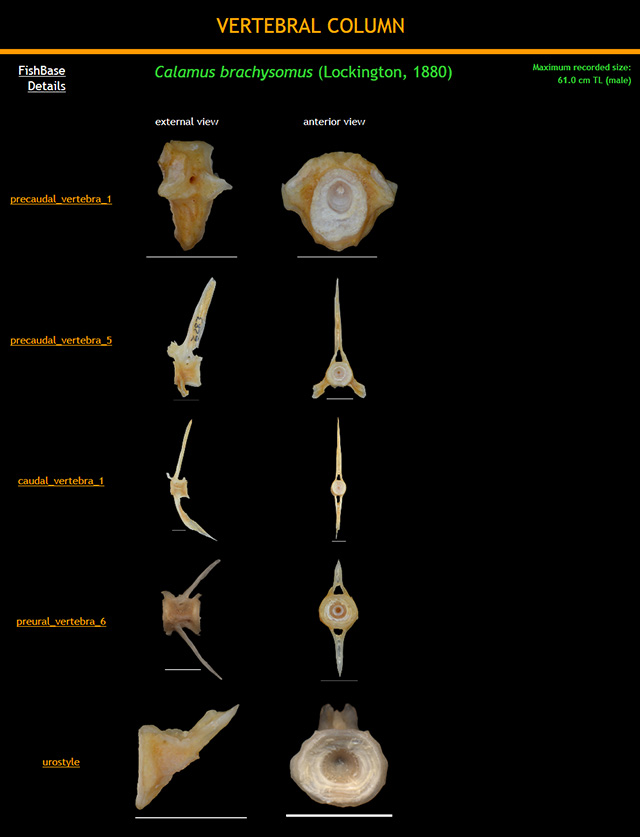 VERTEBRAL COLUMN
FishBase
Details
Calamus brachysomus (Lockington, 1880)
Maximum recorded size:
61.0 cm TL (male)
external view
anterior view
precaudal_vertebra_1
precaudal_vertebra_5
caudal_vertebra_1
preural_vertebra_6
urostyle